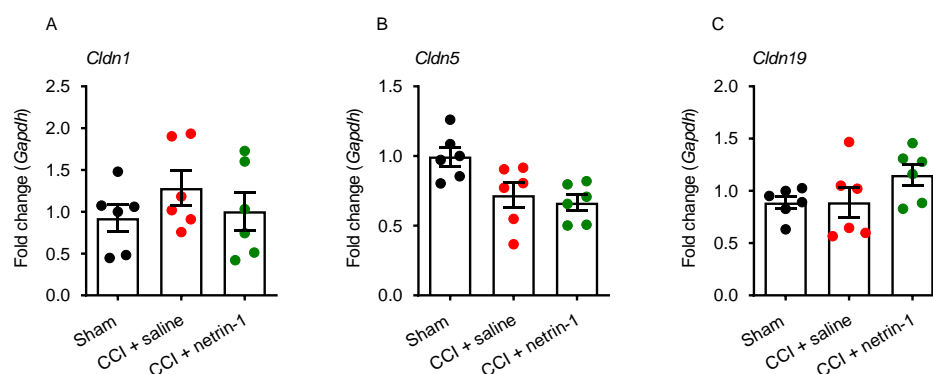 A
Cldn1
Fold change (Gapdh)
2.5
2.0
1.5
1.0
0.5
0.0
Sham
CCI + saline
CCI + netrin-1
B
Cldn5
Fold change (Gapdh)
1.5
1.0
0.5
0.0
Sham
CCI + saline
CCI + netrin-1
C
Cldn19
Fold change (Gapdh)
2.0
1.5
1.0
0.5
0.0
Sham
CCI + saline
CCI + netrin-1